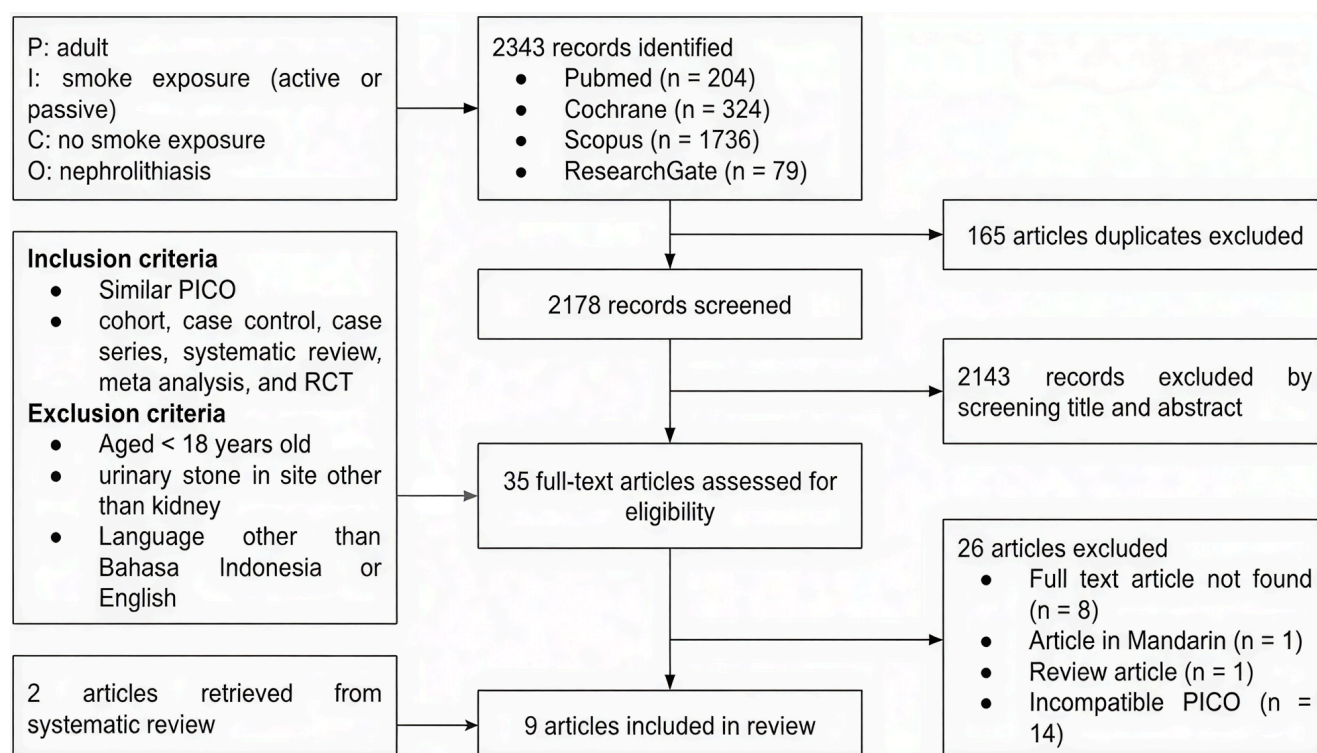 P: adult
I: smoke exposure (active or
passive)
C: no smoke exposure
O: nephrolithiasis
2343 records identified
● Pubmed (n = 204)
● Cochrane (n = 324)
● Scopus (n = 1736)
● ResearchGate (n = 79)
165 articles duplicates excluded
Inclusion criteria
● Similar PICO
● cohort, case control, case
series, systematic review,
meta analysis, and RCT
Exclusion criteria
● Aged < 18 years old
● urinary stone in site other
than kidney
● Language other than
Bahasa Indonesia or
English
2178 records screened
2143 records excluded by
screening title and abstract
35 full-text articles assessed for
eligibility
26 articles excluded
● Full text article not found
(n = 8)
● Article in Mandarin (n = 1)
● Review article (n = 1)
● Incompatible PICO (n =
14)
2 articles retrieved from
systematic review
9 articles included in review